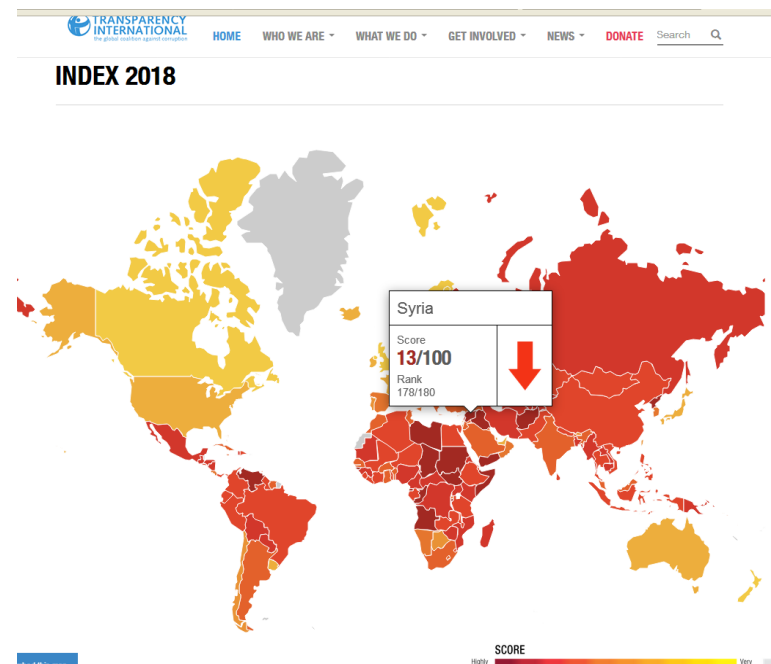 TRANSPARENCY
INTERNATIONAL
the global coalition against corruption
HOME WHO WE ARE WHAT WE DO GET INVOLVED NEWS DONATE Search
INDEX 2018
Syria
Score
13/100
Rank
178/180
SCORE
Highly Very